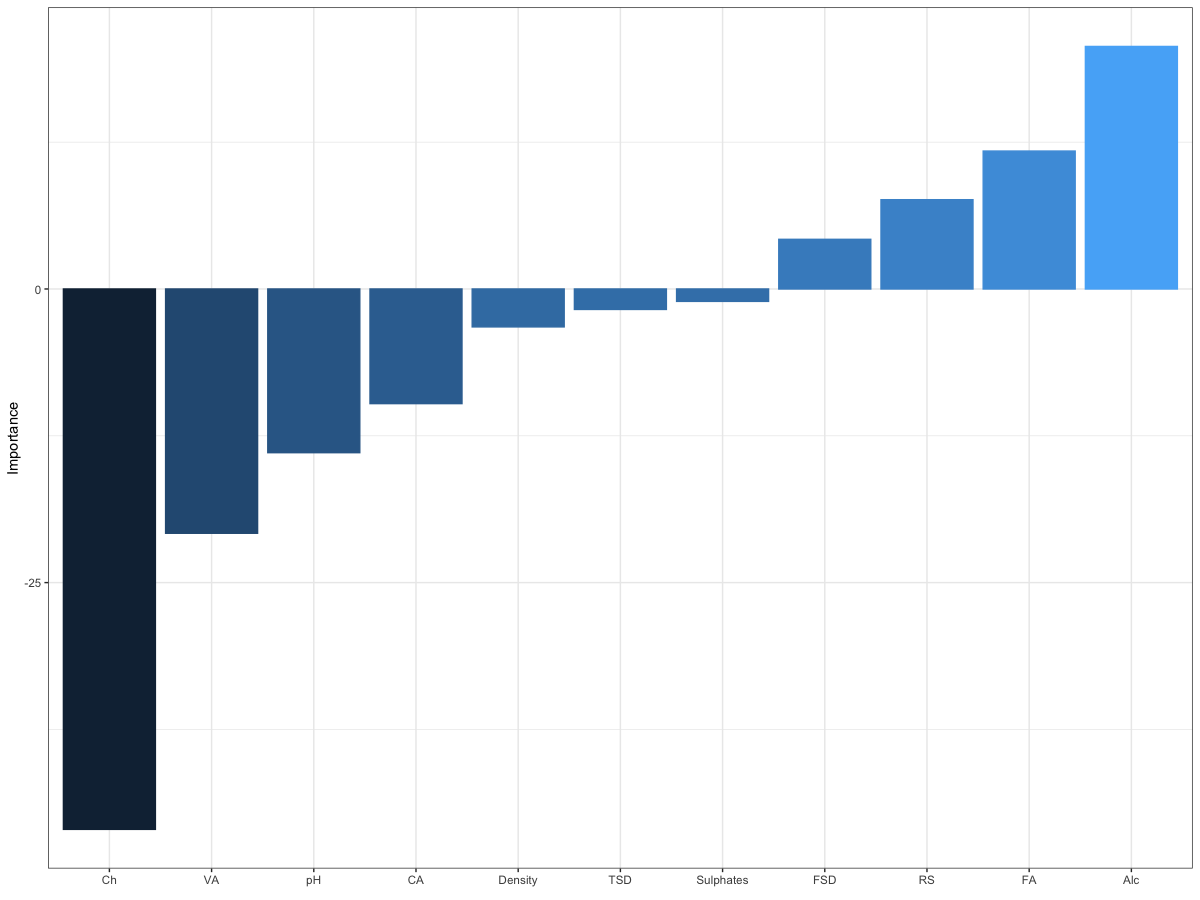 Importance
0
-25
Ch VA pH CA Density TSD Sulphates FSD RS FA Alc